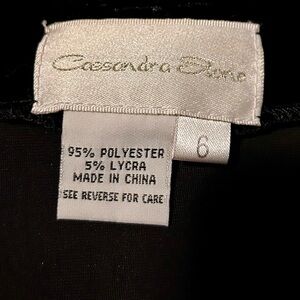 Cassandra Stone
6
95% POLYESTER
5% LYCRA
MADE IN CHINA
SEE REVERSE FOR CARE